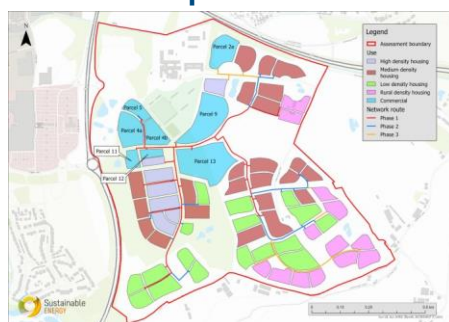 N
Parcel 2a
Parcel 5
Parcel 4a
Parcel 4b
Parcel 9
Parcel 11
Parcel 12
Parcel 13
Legend
Assessment boundary
Use
High density housing
Medium density
housing
Low density housing
Rural density housing
Commercial
Network route
Phase 1
Phase 2
Phase 3
Sustainable
ENERGY